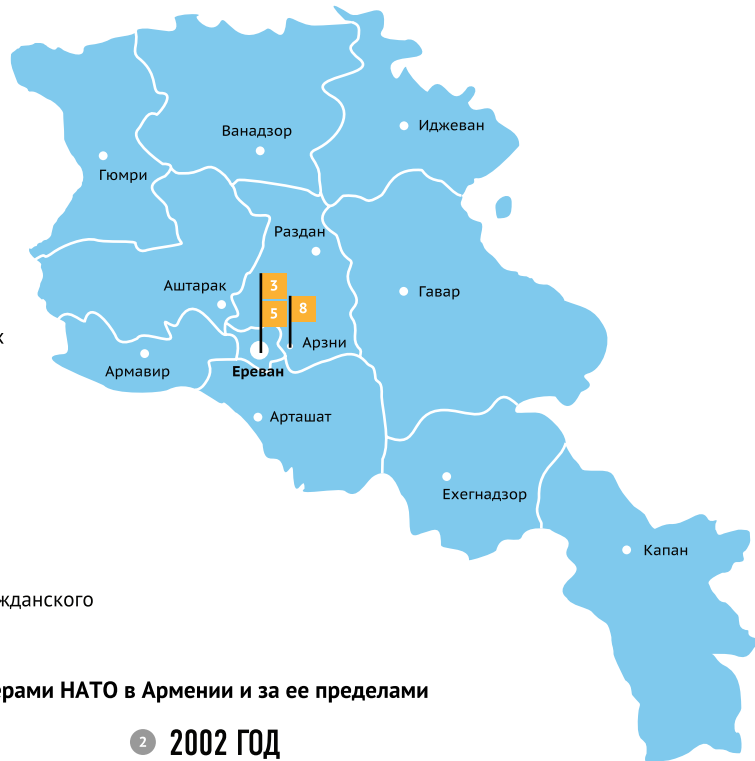 Ванадзор
Иджеван
Гюмри
Раздан
Аштарак
3
Гавар
5
8
х
Арзни
Армавир
Ереван
Арташат
Ехегнадзор
Капан
жданского
ерами НАТО в Армении и за ее пределами
2 2002 ГОД